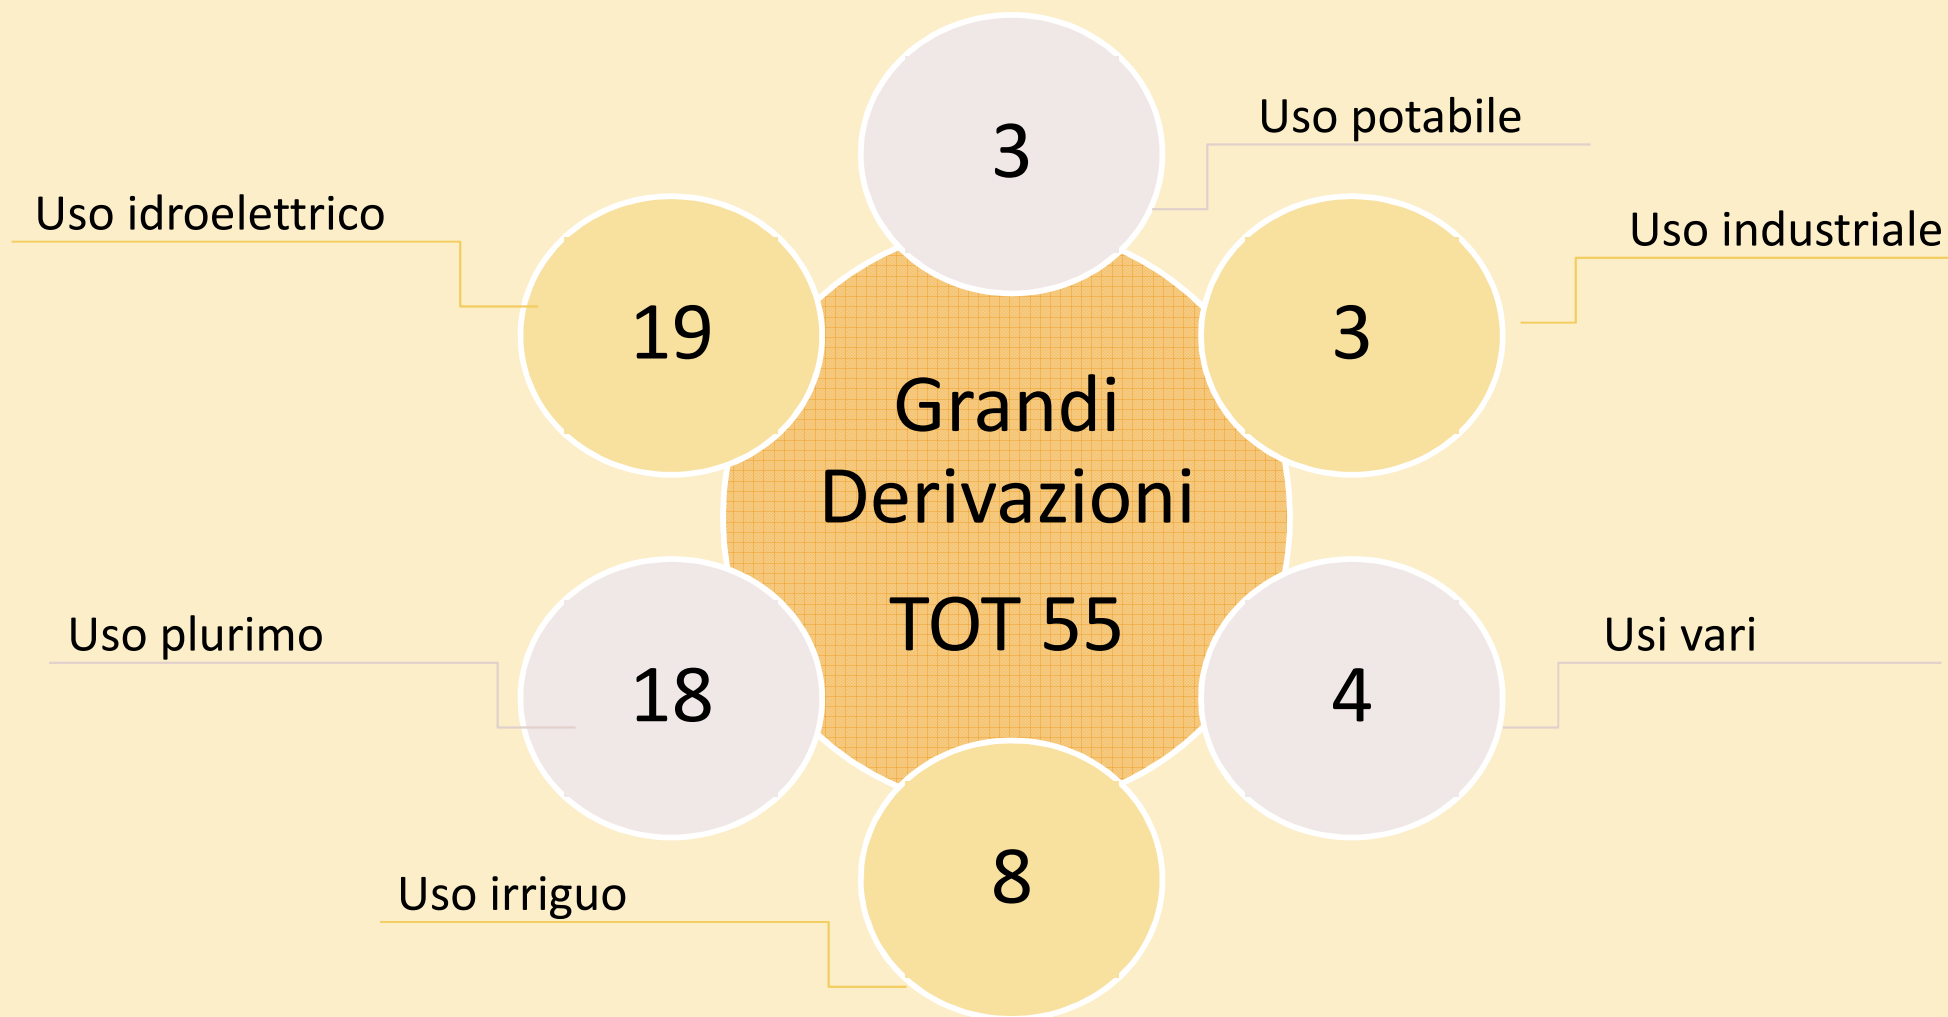 3
Uso potabile
Uso idroelettrico
19
Uso industriale
3
Grandi
Derivazioni
TOT 55
Uso plurimo
18
Usi vari
4
Uso irriguo
8